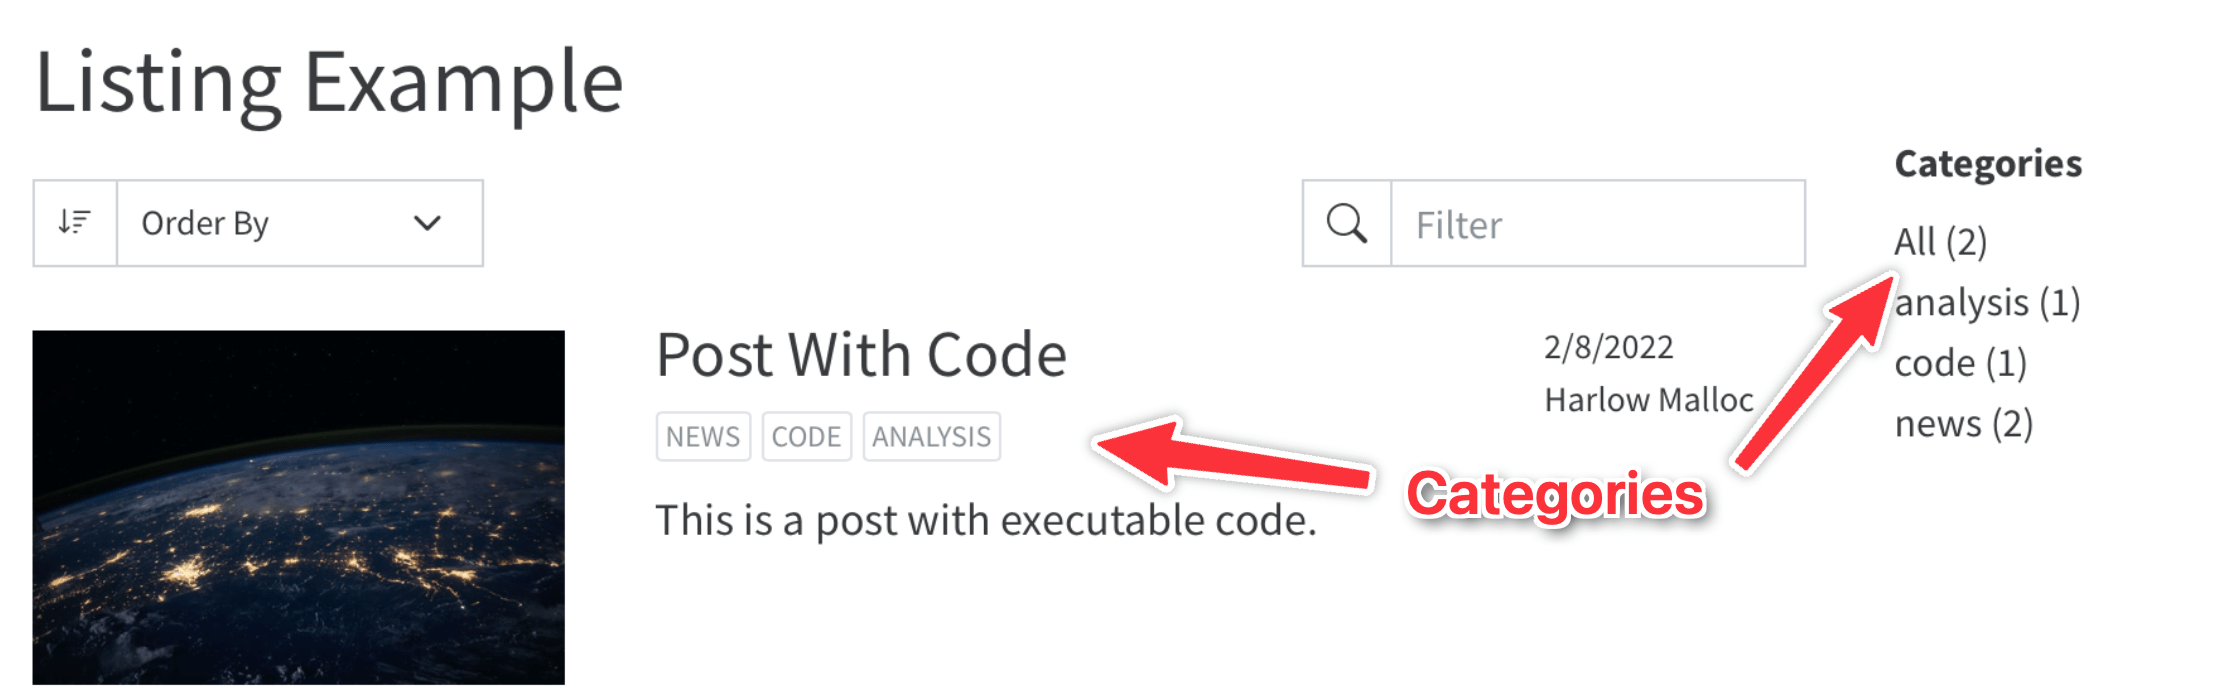 Listing Example
Order By
Filter
Categories
All (2)
analysis (1)
code (1)
news (2)
Post With Code
NEWS CODE ANALYSIS
This is a post with executable code.
2/8/2022
Harlow Malloc
Categories